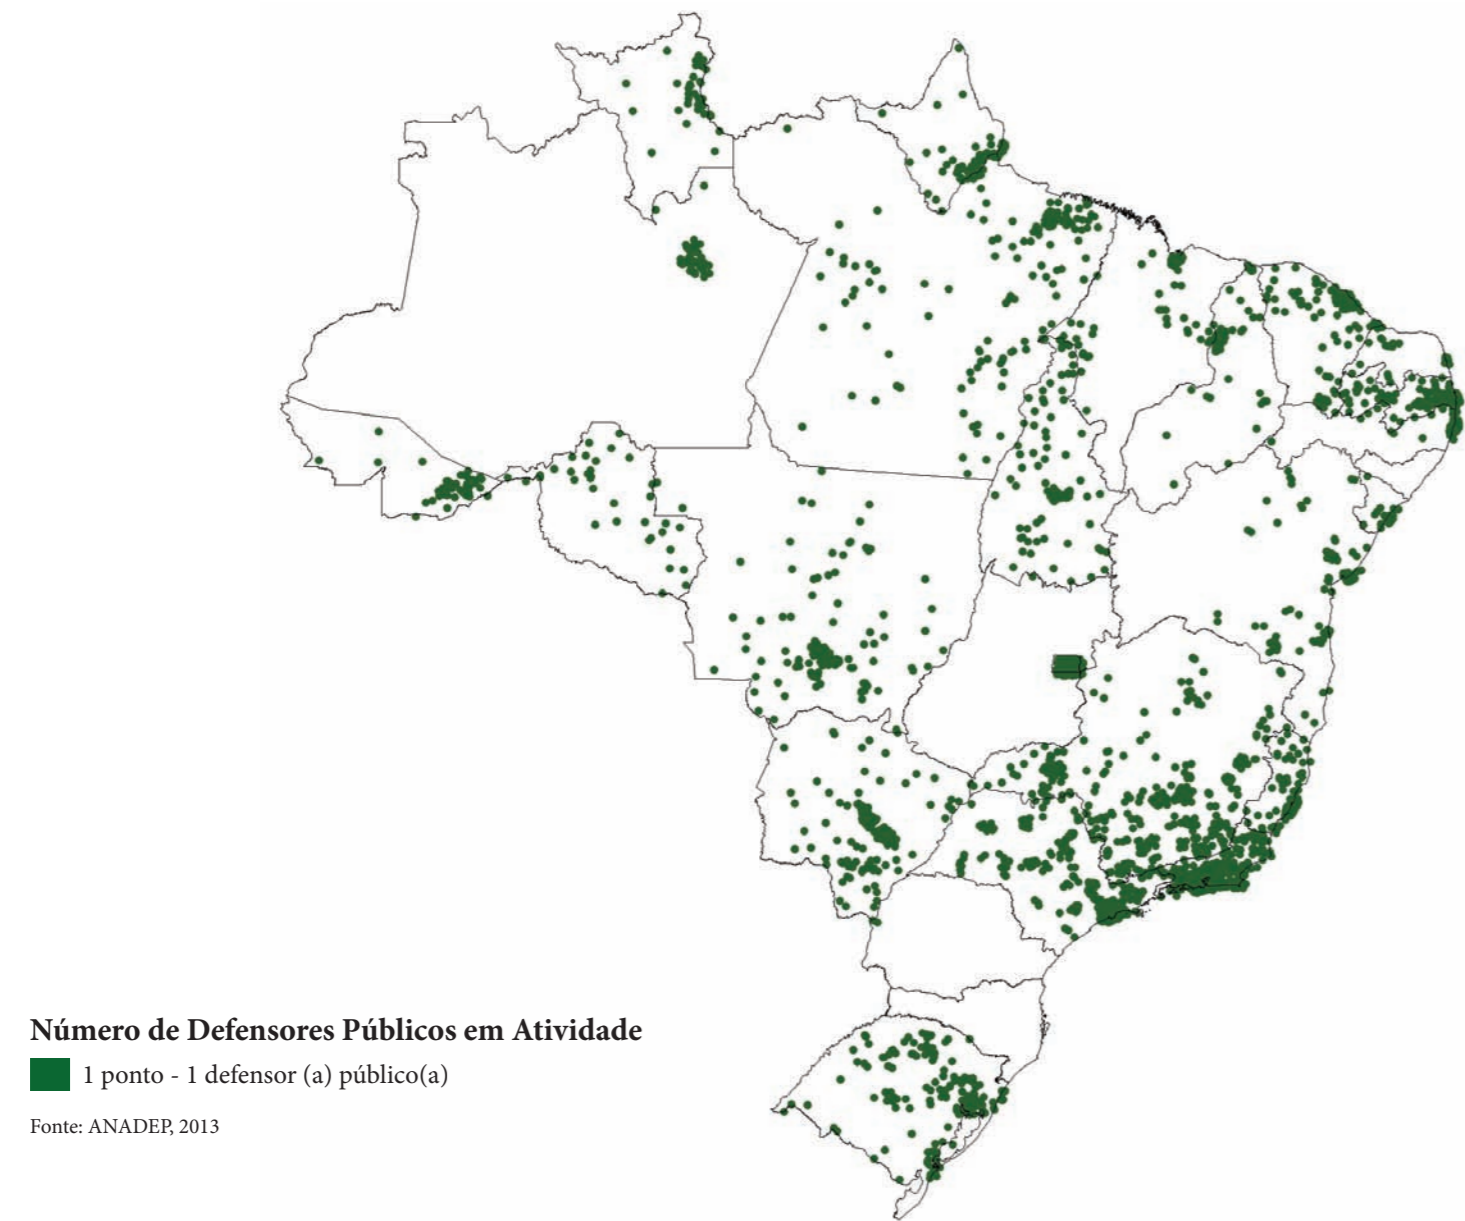 Número de Defensores Públicos em Atividade
1 ponto - 1 defensor (a) público(a)
Fonte: ANADEP, 2013